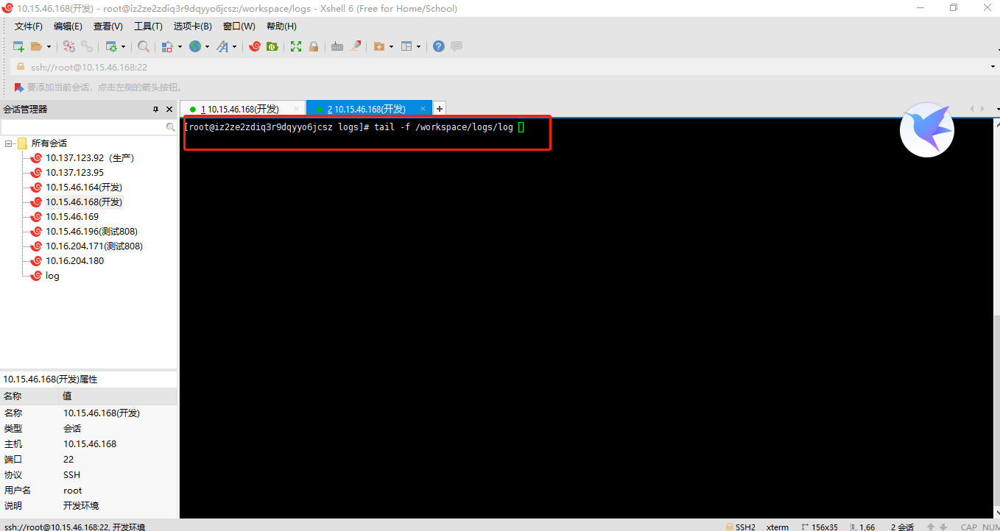 10.15.46.168(开发) - root@iz2ze2zdiq3r9dqyyo6jcsz:/workspace/logs - Xshell 6 (Free for Home/School)
文件(F) 编辑(E) 查看(V) 工具(T) 选项卡(B) 窗口(W) 帮助(H)
ssh://root@10.15.46.168:22
要添加当前会话，点击左侧的箭头按钮。
会话管理器
1 10.15.46.168(开发)
2 10.15.46.168(开发)
[root@iz2ze2zdiq3r9dqyyo6jcsz logs]# tail -f /workspace/logs/log
所有会话
10.137.123.92（生产）
10.137.123.95
10.15.46.164(开发)
10.15.46.168(开发)
10.15.46.169
10.15.46.196(测试808)
10.16.204.171(测试808)
10.16.204.180
log
10.15.46.168(开发)属性
名称 值
名称 10.15.46.168(开发)
类型 会话
主机 10.15.46.168
端口 22
协议 SSH
用户名 root
说明 开发环境
ssh://root@10.15.46.168:22, 开发环境
SSH2 xterm 156x35 1,66 2 会话 CAP NUM